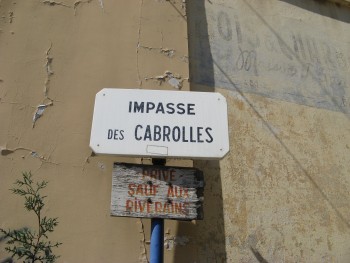 IMPASSE
DES CABROLLES
PRIVÉ
SAUF AUX
RIVERAINS